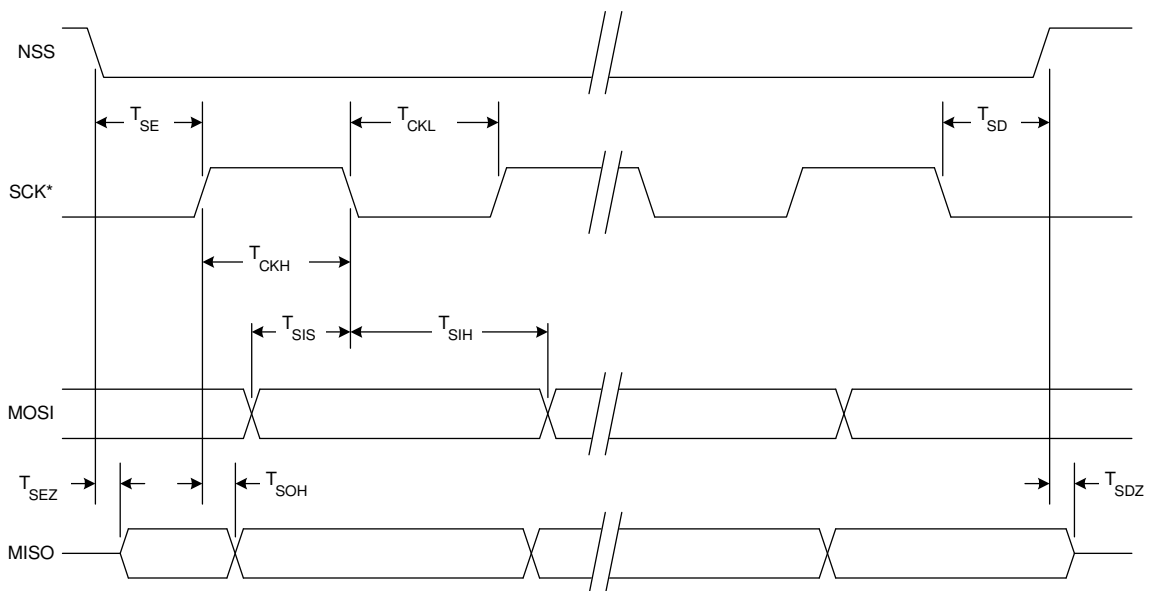 NSS
TSE
TCKL
TSD
SCK*
TCKH
TSIS
TSIH
MOSI
TSEZ
TSOH
TSDZ
MISO